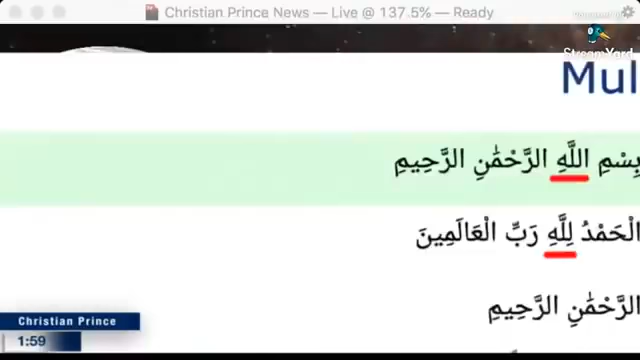 Christian Prince News — Live @ 137.5% — Ready
StreamYard
Mul
بِسْمِ اللَّهِ الرَّحْمَٰنِ الرَّحِيمِ
الْحَمْدُ لِلَّهِ رَبِّ الْعَالَمِينَ
الرَّحْمَٰنِ الرَّحِيمِ
Christian Prince
1:59